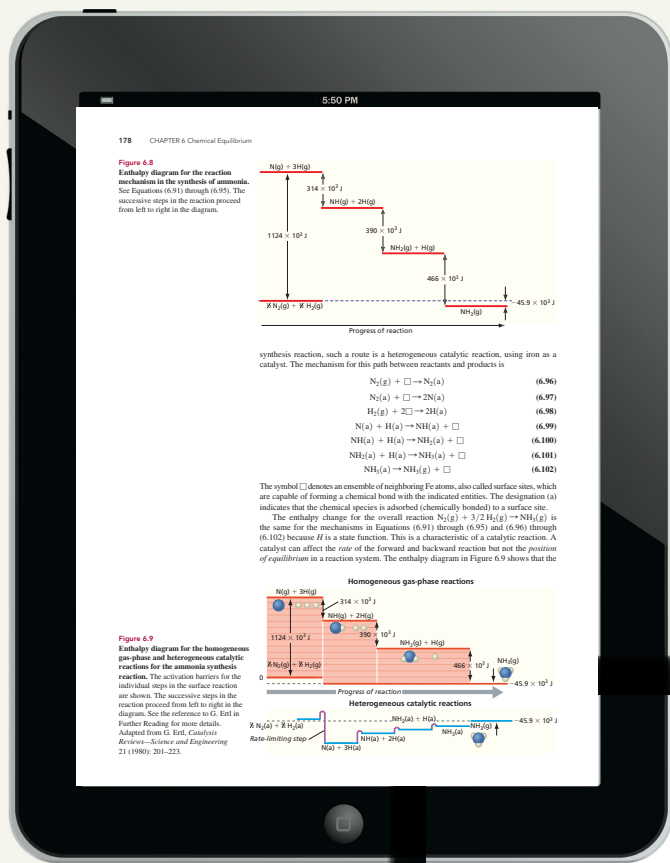 5:50 PM
178 CHAPTER 6 Chemical Equilibrium
Figure 6.8
Enthalpy diagram for the reaction
mechanism in the synthesis of ammonia.
See Equations (6.91) through (6.95). The
successive steps in the reaction proceed
from left to right in the diagram.
N(g) + 3H(g)
314 × 10³ J
NH(g) + 2H(g)
1124 × 10³ J
390 × 10³ J
NH₂(g) + H(g)
466 × 10³ J
½ N₂(g) + ³⁄₂ H₂(g)
−45.9 × 10³ J
NH₃(g)
Progress of reaction
synthesis reaction, such a route is a heterogeneous catalytic reaction, using iron as a
catalyst. The mechanism for this path between reactants and products is
N₂(g) + □ → N₂(a) (6.96)
N₂(a) + □ → 2N(a) (6.97)
H₂(g) + 2□ → 2H(a) (6.98)
N(a) + H(a) → NH(a) + □ (6.99)
NH(a) + H(a) → NH₂(a) + □ (6.100)
NH₂(a) + H(a) → NH₃(a) + □ (6.101)
NH₃(a) → NH₃(g) + □ (6.102)
The symbol □ denotes an ensemble of neighboring Fe atoms, also called surface sites, which
are capable of forming a chemical bond with the indicated entities. The designation (a)
indicates that the chemical species is adsorbed (chemically bonded) to a surface site.
The enthalpy change for the overall reaction N₂(g) + 3/2 H₂(g) → NH₃(g) is
the same for the mechanisms in Equations (6.91) through (6.95) and (6.96) through
(6.102) because H is a state function. This is a characteristic of a catalytic reaction. A
catalyst can affect the rate of the forward and backward reaction but not the position
of equilibrium in a reaction system. The enthalpy diagram in Figure 6.9 shows that the
Figure 6.9
Enthalpy diagram for the homogeneous
gas-phase and heterogeneous catalytic
reactions for the ammonia synthesis
reaction. The activation barriers for the
individual steps in the surface reaction
are shown. The successive steps in the
reaction proceed from left to right in the
diagram. See the reference to G. Ertl in
Further Reading for more details.
Adapted from G. Ertl, Catalysis
Reviews—Science and Engineering
21 (1980): 201–223.
Homogeneous gas-phase reactions
N(g) + 3H(g)
314 × 10³ J
NH(g) + 2H(g)
1124 × 10³ J
390 × 10³ J
NH₂(g) + H(g)
½ N₂(g) + ³⁄₂ H₂(g)
466 × 10³ J
NH₃(g)
0
−45.9 × 10³ J
Progress of reaction
Heterogeneous catalytic reactions
½ N₂(a) + ³⁄₂ H₂(a)
NH₂(a) + H(a)
−45.9 × 10³ J
Rate-limiting step
NH(a) + 2H(a)
NH₃(a)
NH₃(g)
N(a) + 3H(a)